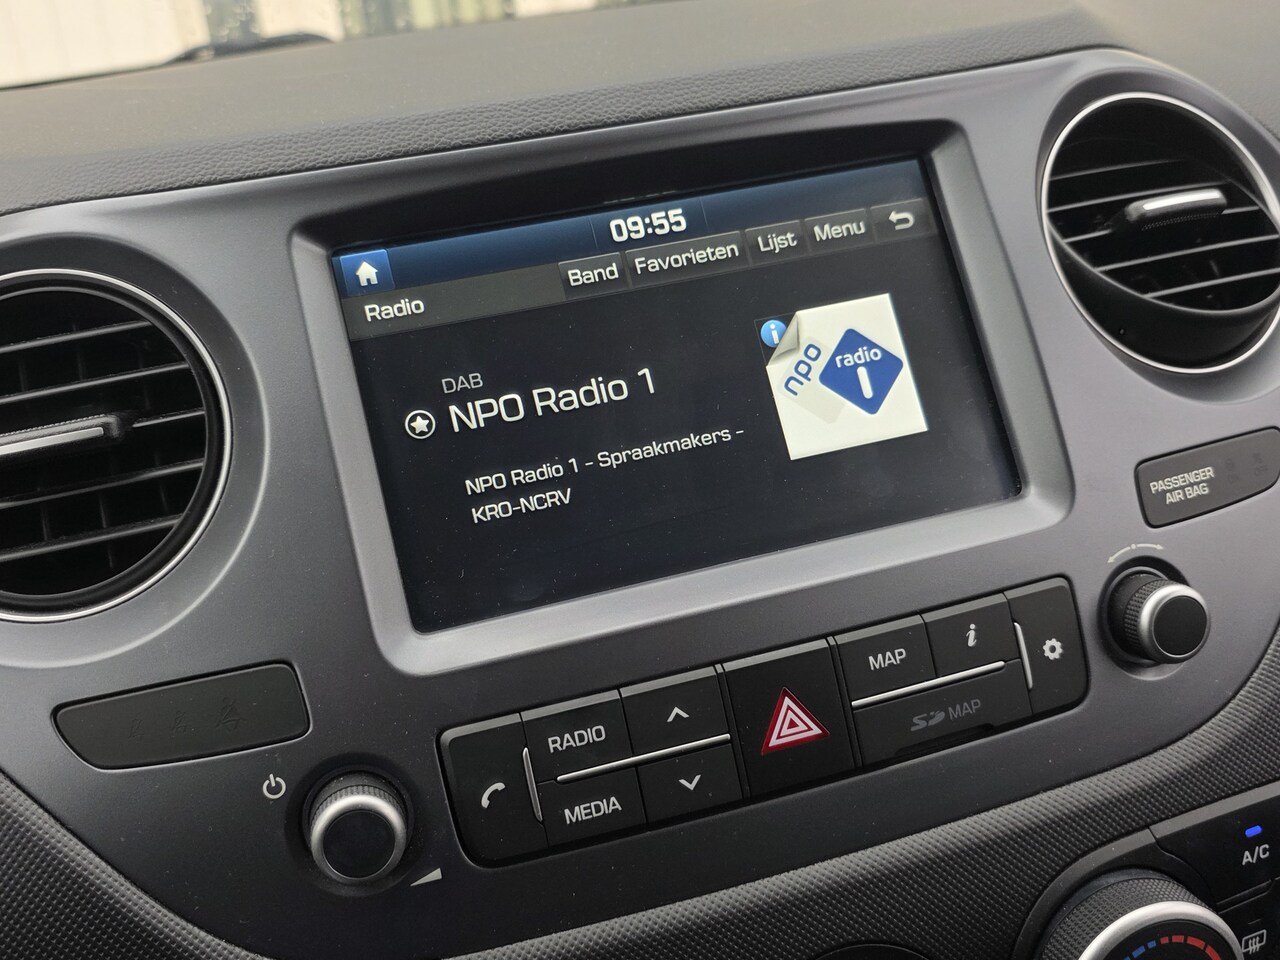 09:55
Band Favorieten Lijst Menu
Radio
DAB
NPO Radio 1
NPO Radio 1 - Spraakmakers -
KRO-NCRV
i
npo radio 1
PASSENGER
AIR BAG
RADIO
MEDIA
MAP
i
SD MAP
A/C